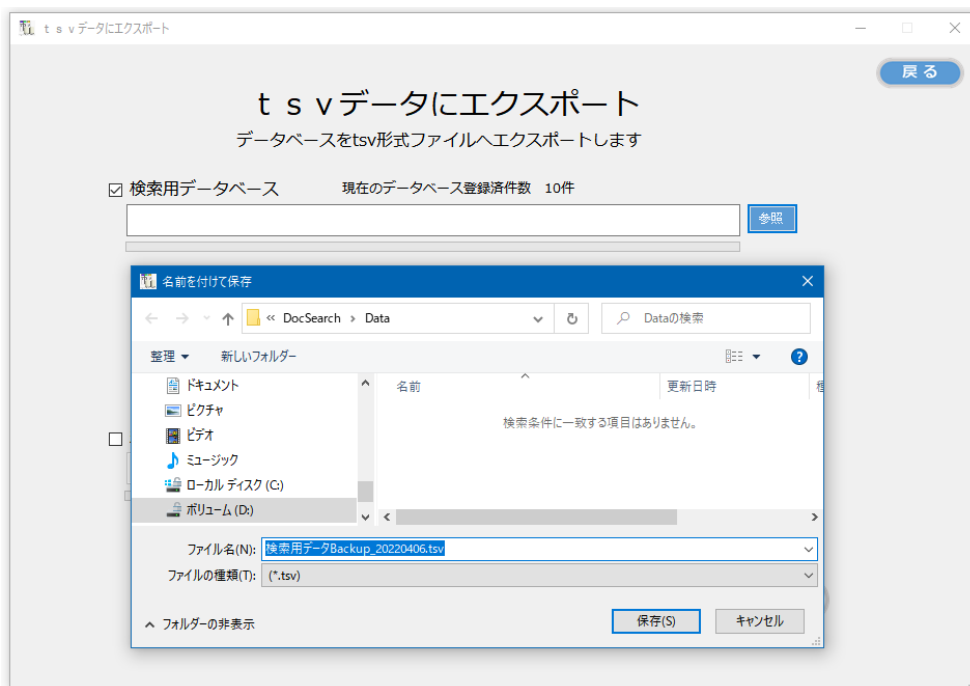 ｔｓｖデータにエクスポート
戻る
ｔｓｖデータにエクスポート
データベースをtsv形式ファイルへエクスポートします
検索用データベース 現在のデータベース登録済件数 10件
参照
名前を付けて保存
« DocSearch › Data
Dataの検索
整理 新しいフォルダー
名前 更新日時 種
ドキュメント
ピクチャ
ビデオ
ミュージック
ローカル ディスク (C:)
ボリューム (D:)
検索条件に一致する項目はありません。
ファイル名(N): 検索用データBackup_20220406.tsv
ファイルの種類(T): (*.tsv)
フォルダーの非表示
保存(S) キャンセル